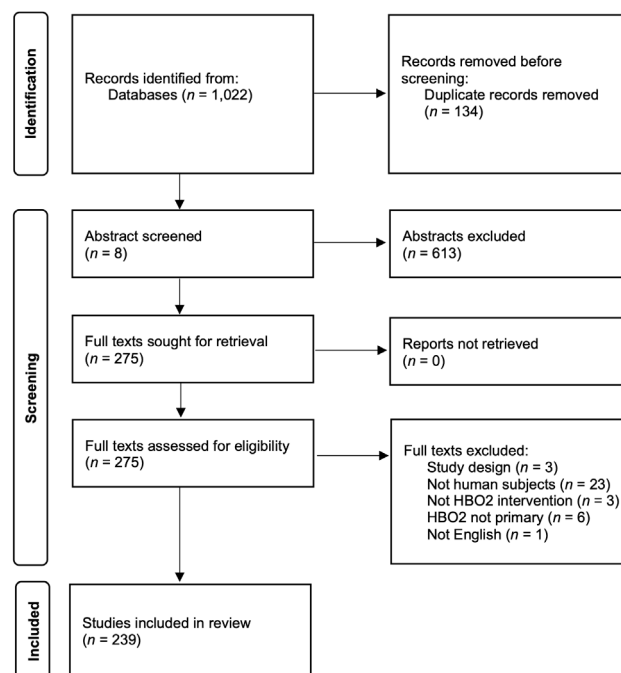 Identification
Records identified from:
Databases (n = 1,022)
Records removed before
screening:
Duplicate records removed
(n = 134)
Screening
Abstract screened
(n = 8)
Abstracts excluded
(n = 613)
Full texts sought for retrieval
(n = 275)
Reports not retrieved
(n = 0)
Full texts assessed for eligibility
(n = 275)
Full texts excluded:
Study design (n = 3)
Not human subjects (n = 23)
Not HBO2 intervention (n = 3)
HBO2 not primary (n = 6)
Not English (n = 1)
Included
Studies included in review
(n = 239)